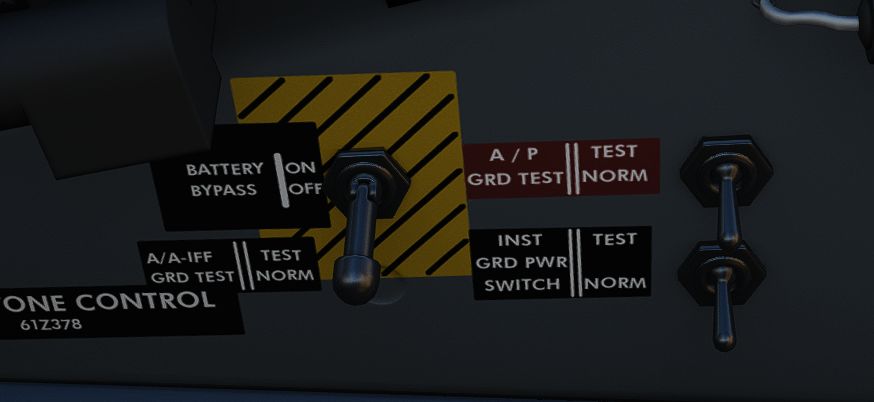 BATTERY ON
BYPASS OFF
A / P TEST
GRD TEST NORM
A/A-IFF TEST
GRD TEST NORM
INST TEST
GRD PWR
SWITCH NORM
TONE CONTROL
61Z378